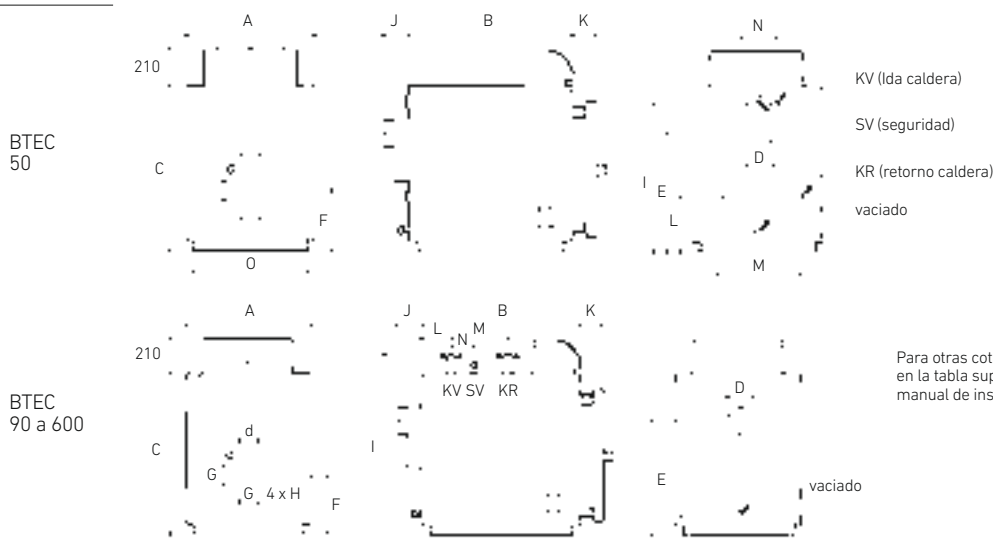 A J B K N
210
KV (Ida caldera)
SV (seguridad)
BTEC
50
C D
KR (retorno caldera)
I E
vaciado
F L
O M
A J B K
L M
N
210
KV SV KR
Para otras cot
en la tabla sup
manual de ins
D
BTEC
90 a 600
d
C I
G E
G 4 x H F
vaciado